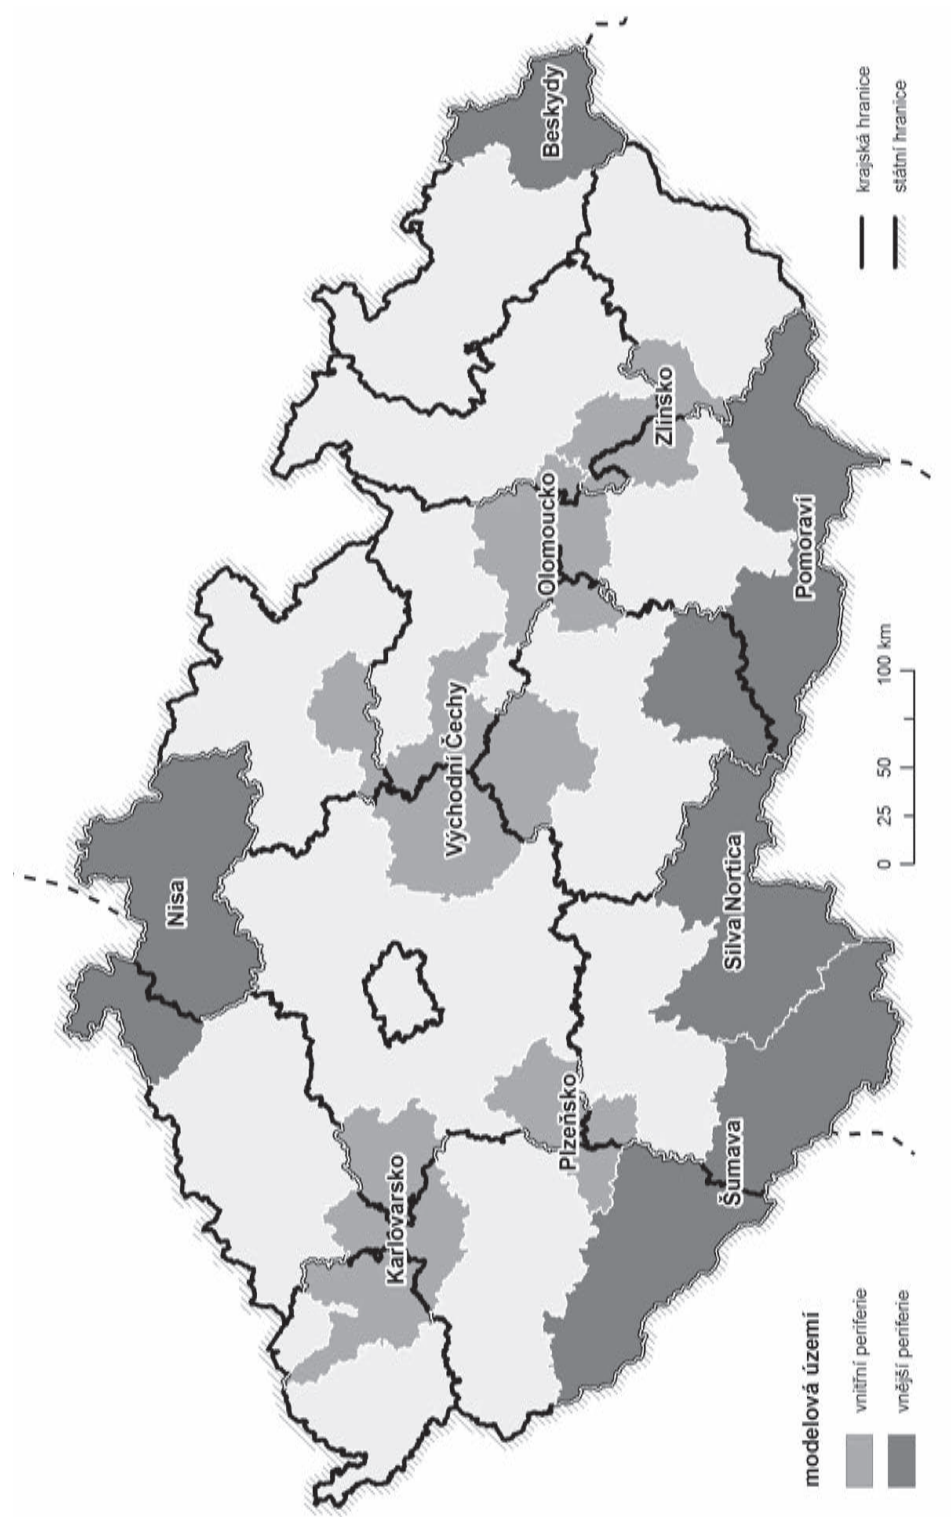 Nisa
Beskydy
Karlovarsko
Východní Čechy
Olomoucko
Plzeňsko
Zlínsko
Šumava
Silva Nortica
Pomoraví
modelová území
vnitřní periferie
vnější periferie
0 25 50 100 km
krajská hranice
státní hranice